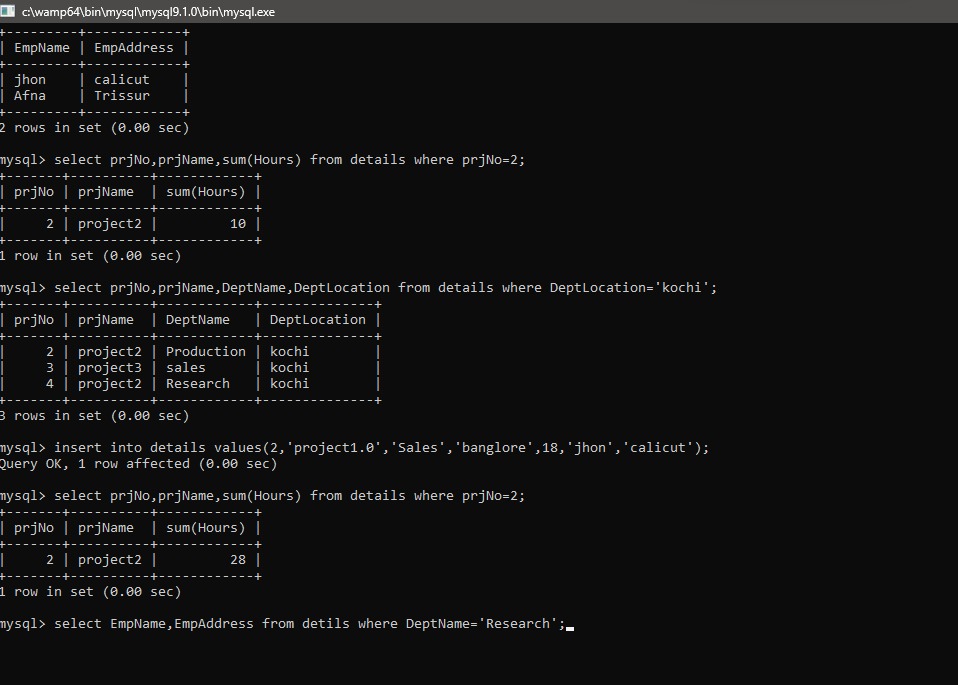 c:\wamp64\bin\mysql\mysql9.1.0\bin\mysql.exe
+---------+------------+
| EmpName | EmpAddress |
+---------+------------+
| jhon    | calicut    |
| Afna    | Trissur    |
+---------+------------+
2 rows in set (0.00 sec)
mysql> select prjNo,prjName,sum(Hours) from details where prjNo=2;
+-------+----------+------------+
| prjNo | prjName  | sum(Hours) |
+-------+----------+------------+
|     2 | project2 |         10 |
+-------+----------+------------+
1 row in set (0.00 sec)
mysql> select prjNo,prjName,DeptName,DeptLocation from details where DeptLocation='kochi';
+-------+----------+------------+--------------+
| prjNo | prjName  | DeptName   | DeptLocation |
+-------+----------+------------+--------------+
|     2 | project2 | Production | kochi        |
|     3 | project3 | sales      | kochi        |
|     4 | project2 | Research   | kochi        |
+-------+----------+------------+--------------+
3 rows in set (0.00 sec)
mysql> insert into details values(2,'project1.0','Sales','banglore',18,'jhon','calicut');
Query OK, 1 row affected (0.00 sec)
mysql> select prjNo,prjName,sum(Hours) from details where prjNo=2;
+-------+----------+------------+
| prjNo | prjName  | sum(Hours) |
+-------+----------+------------+
|     2 | project2 |         28 |
+-------+----------+------------+
1 row in set (0.00 sec)
mysql> select EmpName,EmpAddress from detils where DeptName='Research';